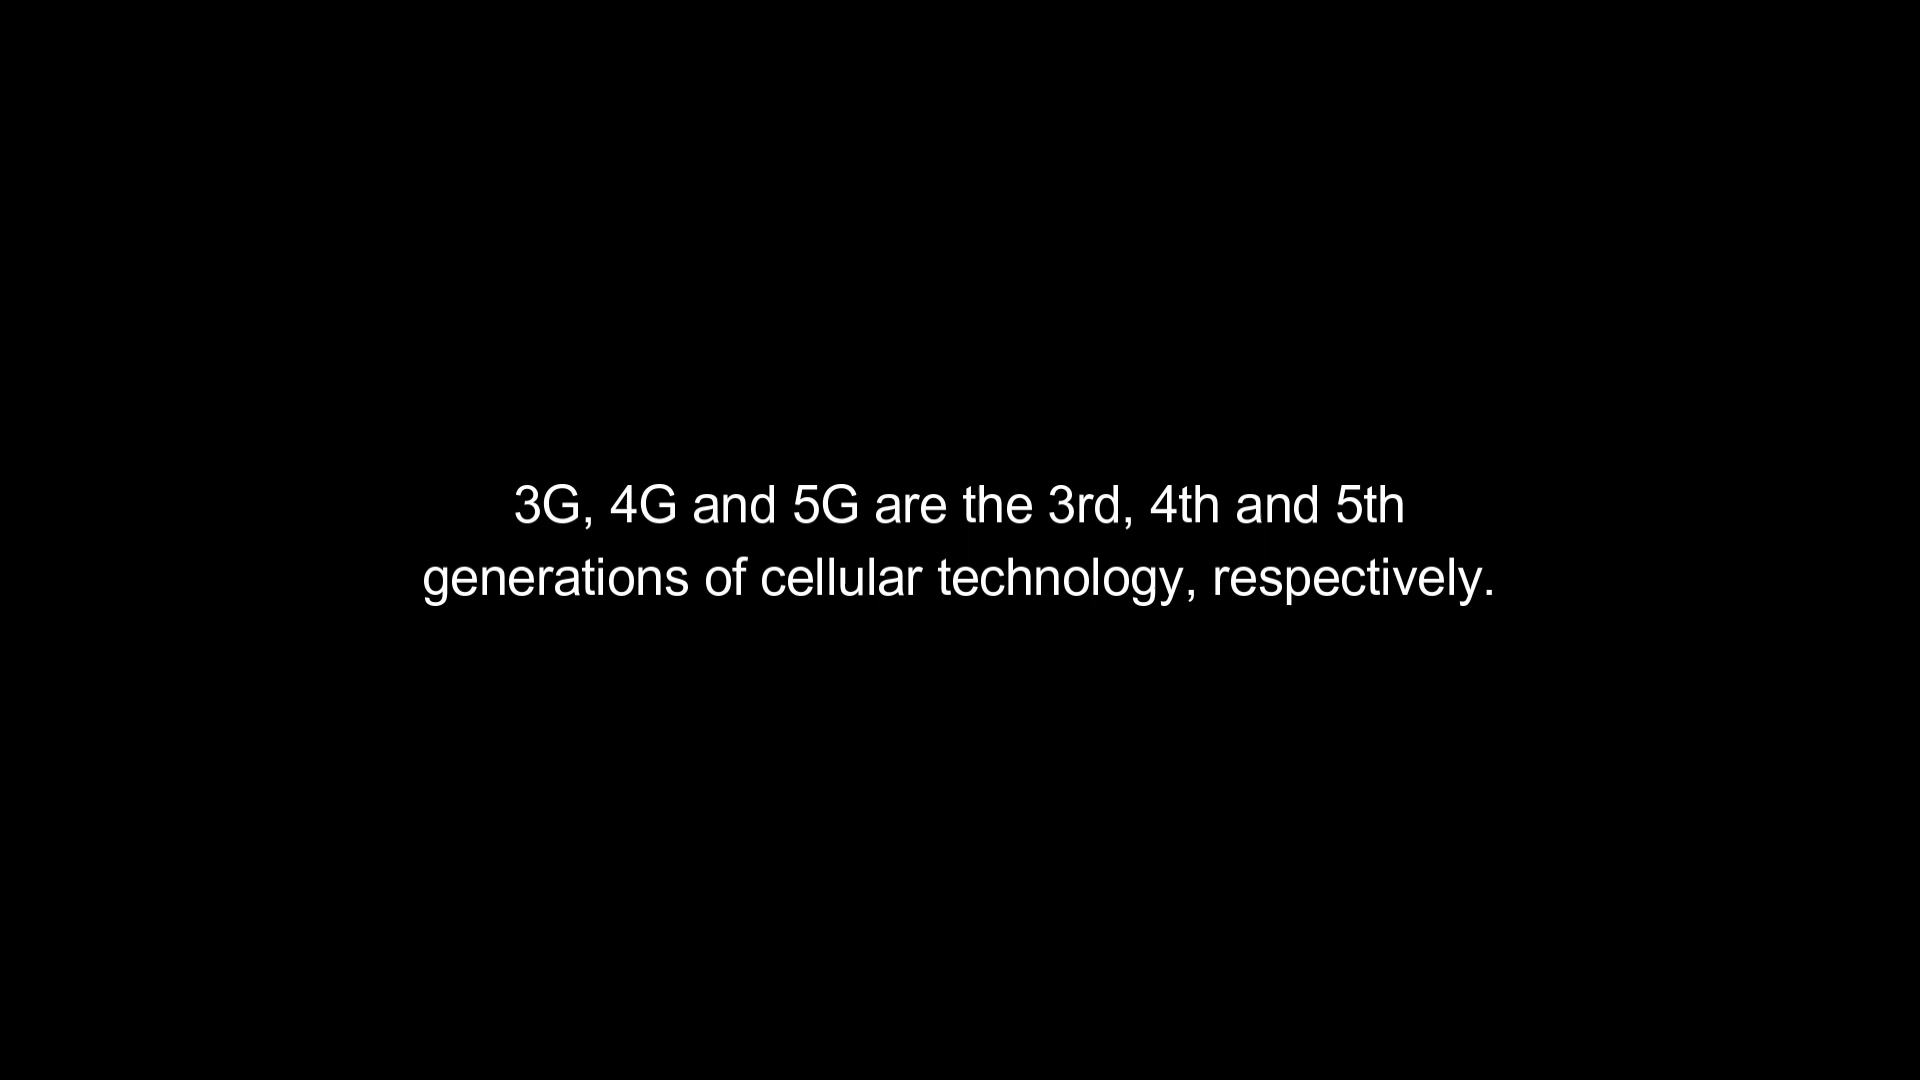 3G, 4G and 5G are the 3rd, 4th and 5th
generations of cellular technology, respectively.